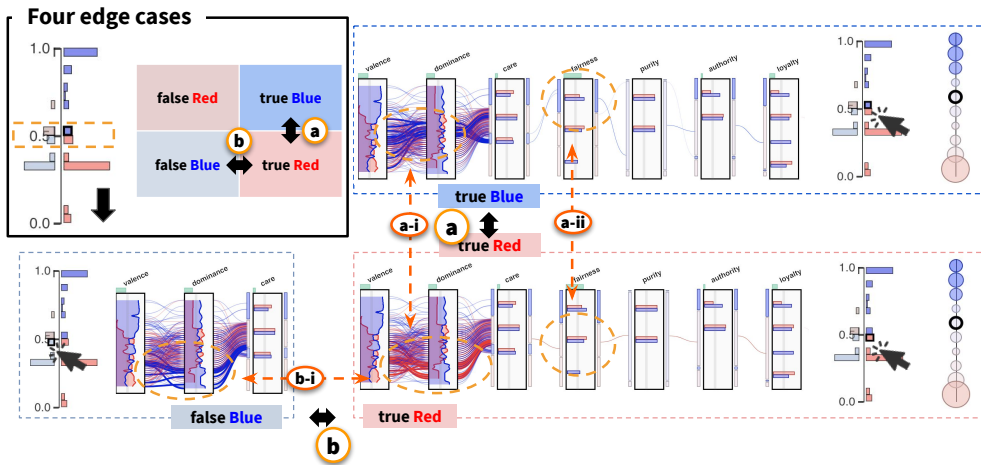 Four edge cases
1.0
0.5
0.0
false Red
true Blue
false Blue
true Red
a
b
valence
dominance
care
fairness
purity
authority
loyalty
1.0
0.5
0.0
true Blue
a
true Red
a-i
a-ii
1.0
0.5
0.0
valence
dominance
care
false Blue
b-i
b
valence
dominance
care
fairness
purity
authority
loyalty
1.0
0.5
0.0
true Red